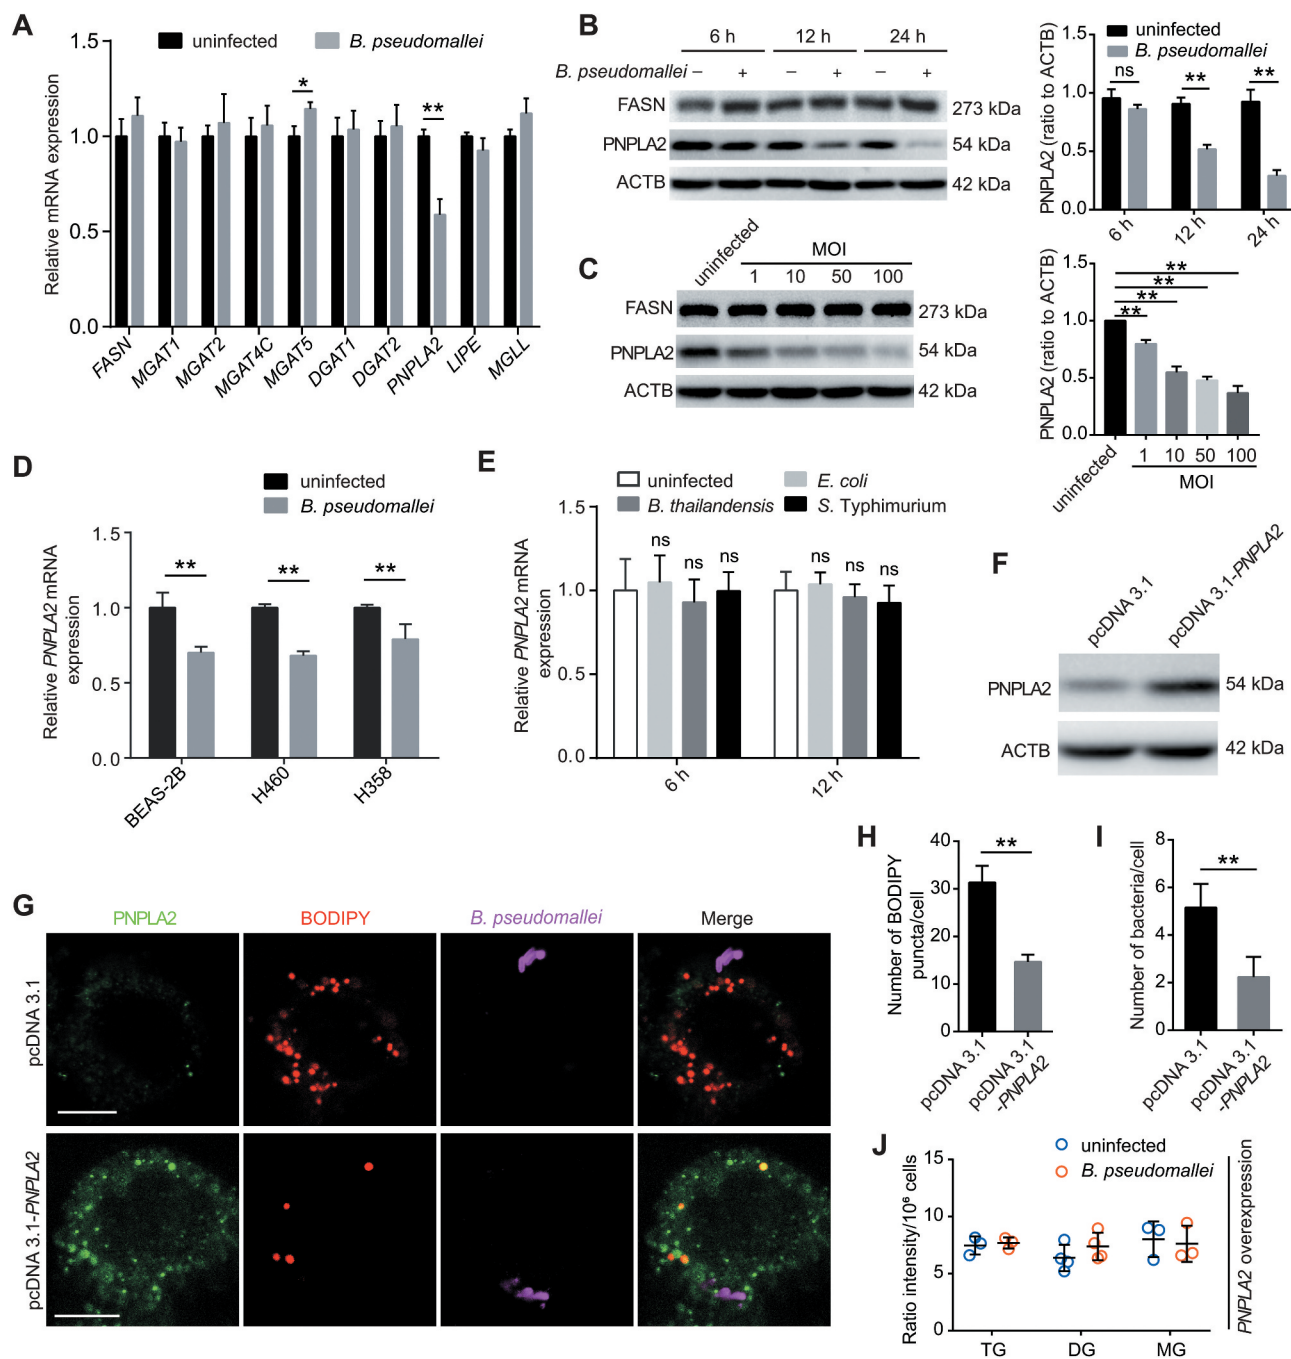 A
uninfected
B. pseudomallei
Relative mRNA expression
1.5
1.0
0.5
0.0
*
**
FASN
MGAT1
MGAT2
MGAT4C
MGAT5
DGAT1
DGAT2
PNPLA2
LIPE
MGLL
B
6 h 12 h 24 h
B. pseudomallei − + − + − +
FASN 273 kDa
PNPLA2 54 kDa
ACTB 42 kDa
uninfected
B. pseudomallei
PNPLA2 (ratio to ACTB)
1.5
1.0
0.5
0.0
ns
**
**
6 h
12 h
24 h
C
uninfected
MOI
1 10 50 100
FASN 273 kDa
PNPLA2 54 kDa
ACTB 42 kDa
PNPLA2 (ratio to ACTB)
1.5
1.0
0.5
0.0
**
**
**
**
uninfected
1 10 50 100
MOI
D
uninfected
B. pseudomallei
Relative PNPLA2 mRNA
expression
1.5
1.0
0.5
0.0
**
**
**
BEAS-2B
H460
H358
E
uninfected
B. thailandensis
E. coli
S. Typhimurium
Relative PNPLA2 mRNA
expression
1.5
1.0
0.5
0.0
ns
ns
ns
ns
ns
ns
6 h
12 h
F
pcDNA 3.1
pcDNA 3.1-PNPLA2
PNPLA2 54 kDa
ACTB 42 kDa
G
PNPLA2 BODIPY B. pseudomallei Merge
pcDNA 3.1
pcDNA 3.1-PNPLA2
H
Number of BODIPY
puncta/cell
40
30
20
10
0
**
pcDNA 3.1
pcDNA 3.1
-PNPLA2
I
Number of bacteria/cell
8
6
4
2
0
**
pcDNA 3.1
pcDNA 3.1
-PNPLA2
J
uninfected
B. pseudomallei
Ratio intensity/10⁶ cells
15
10
5
0
TG DG MG
PNPLA2 overexpression